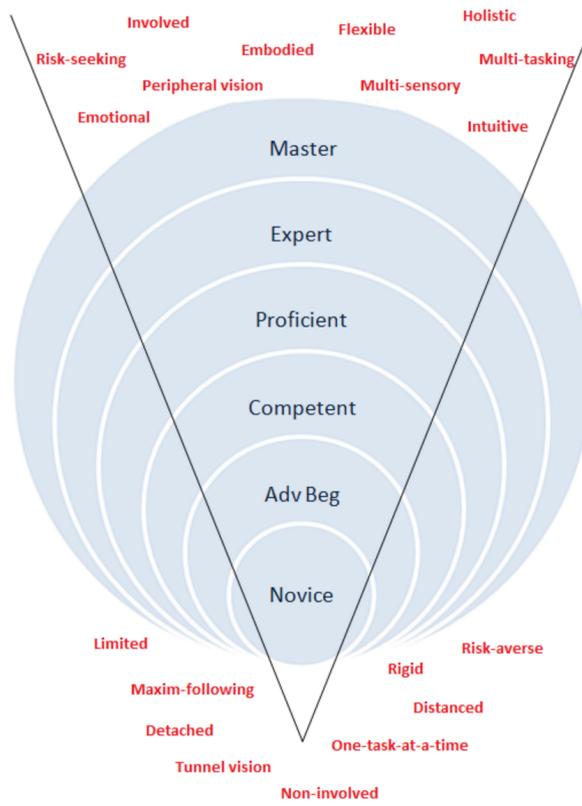 Holistic
Involved
Flexible
Embodied
Risk-seeking
Multi-tasking
Peripheral vision
Multi-sensory
Emotional
Intuitive
Master
Expert
Proficient
Competent
Adv Beg
Novice
Limited
Risk-averse
Rigid
Maxim-following
Distanced
Detached
One-task-at-a-time
Tunnel vision
Non-involved